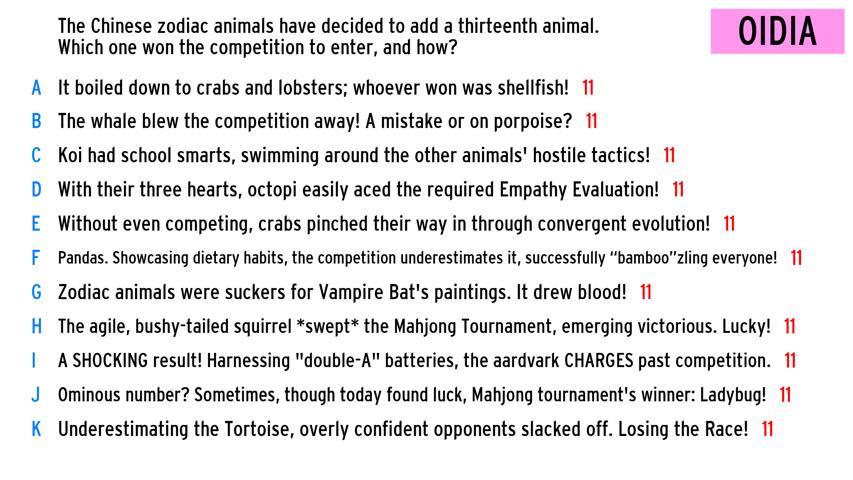 The Chinese zodiac animals have decided to add a thirteenth animal.
Which one won the competition to enter, and how?
OIDIA
A It boiled down to crabs and lobsters; whoever won was shellfish! 11
B The whale blew the competition away! A mistake or on porpoise? 11
C Koi had school smarts, swimming around the other animals' hostile tactics! 11
D With their three hearts, octopi easily aced the required Empathy Evaluation! 11
E Without even competing, crabs pinched their way in through convergent evolution! 11
F Pandas. Showcasing dietary habits, the competition underestimates it, successfully “bamboo”zling everyone! 11
G Zodiac animals were suckers for Vampire Bat's paintings. It drew blood! 11
H The agile, bushy-tailed squirrel *swept* the Mahjong Tournament, emerging victorious. Lucky! 11
I A SHOCKING result! Harnessing "double-A" batteries, the aardvark CHARGES past competition. 11
J Ominous number? Sometimes, though today found luck, Mahjong tournament's winner: Ladybug! 11
K Underestimating the Tortoise, overly confident opponents slacked off. Losing the Race! 11